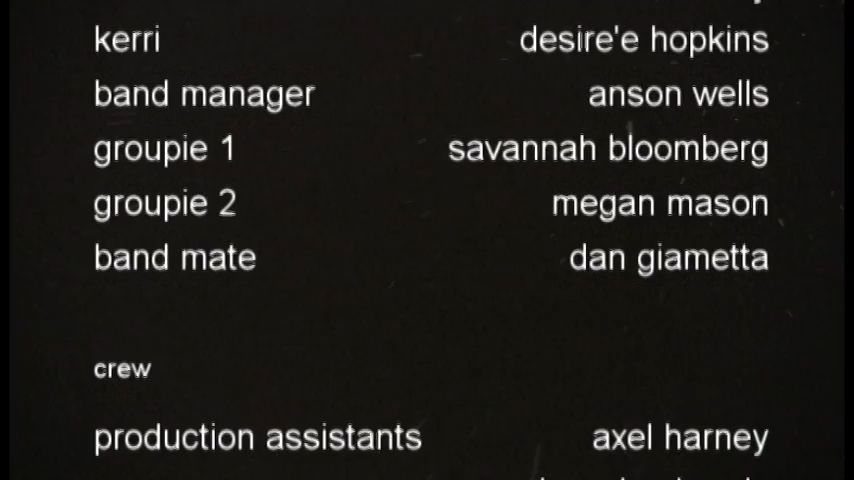 kerri desire'e hopkins
band manager anson wells
groupie 1 savannah bloomberg
groupie 2 megan mason
band mate dan giametta
crew
production assistants axel harney